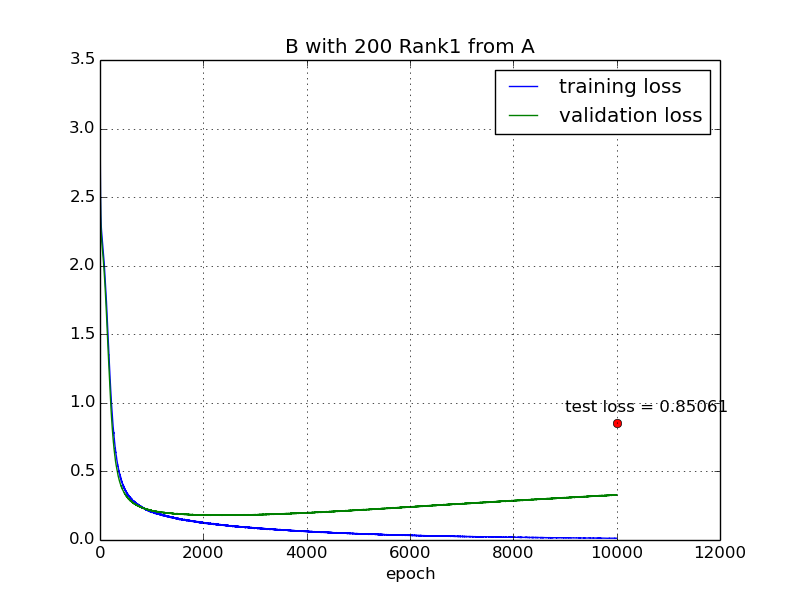 B with 200 Rank1 from A
3.5
3.0
2.5
2.0
1.5
1.0
0.5
0.0
training loss
validation loss
test loss = 0.85061
0 2000 4000 6000 8000 10000 12000
epoch